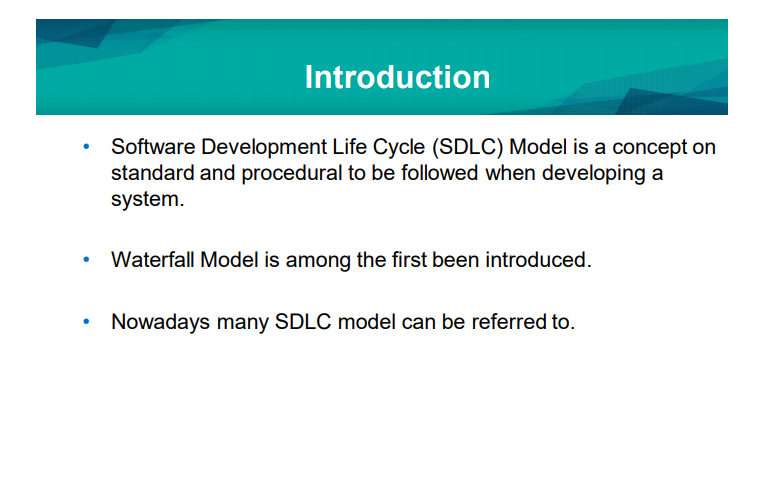 Introduction
• Software Development Life Cycle (SDLC) Model is a concept on
standard and procedural to be followed when developing a
system.
• Waterfall Model is among the first been introduced.
• Nowadays many SDLC model can be referred to.